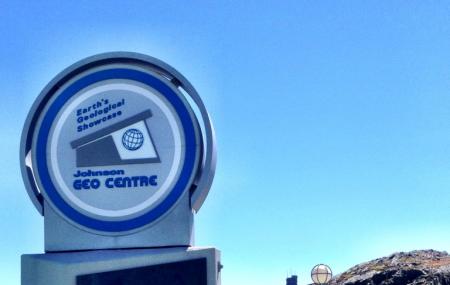 Earth's
Geological
Showcase
Johnson
GEO CENTRE